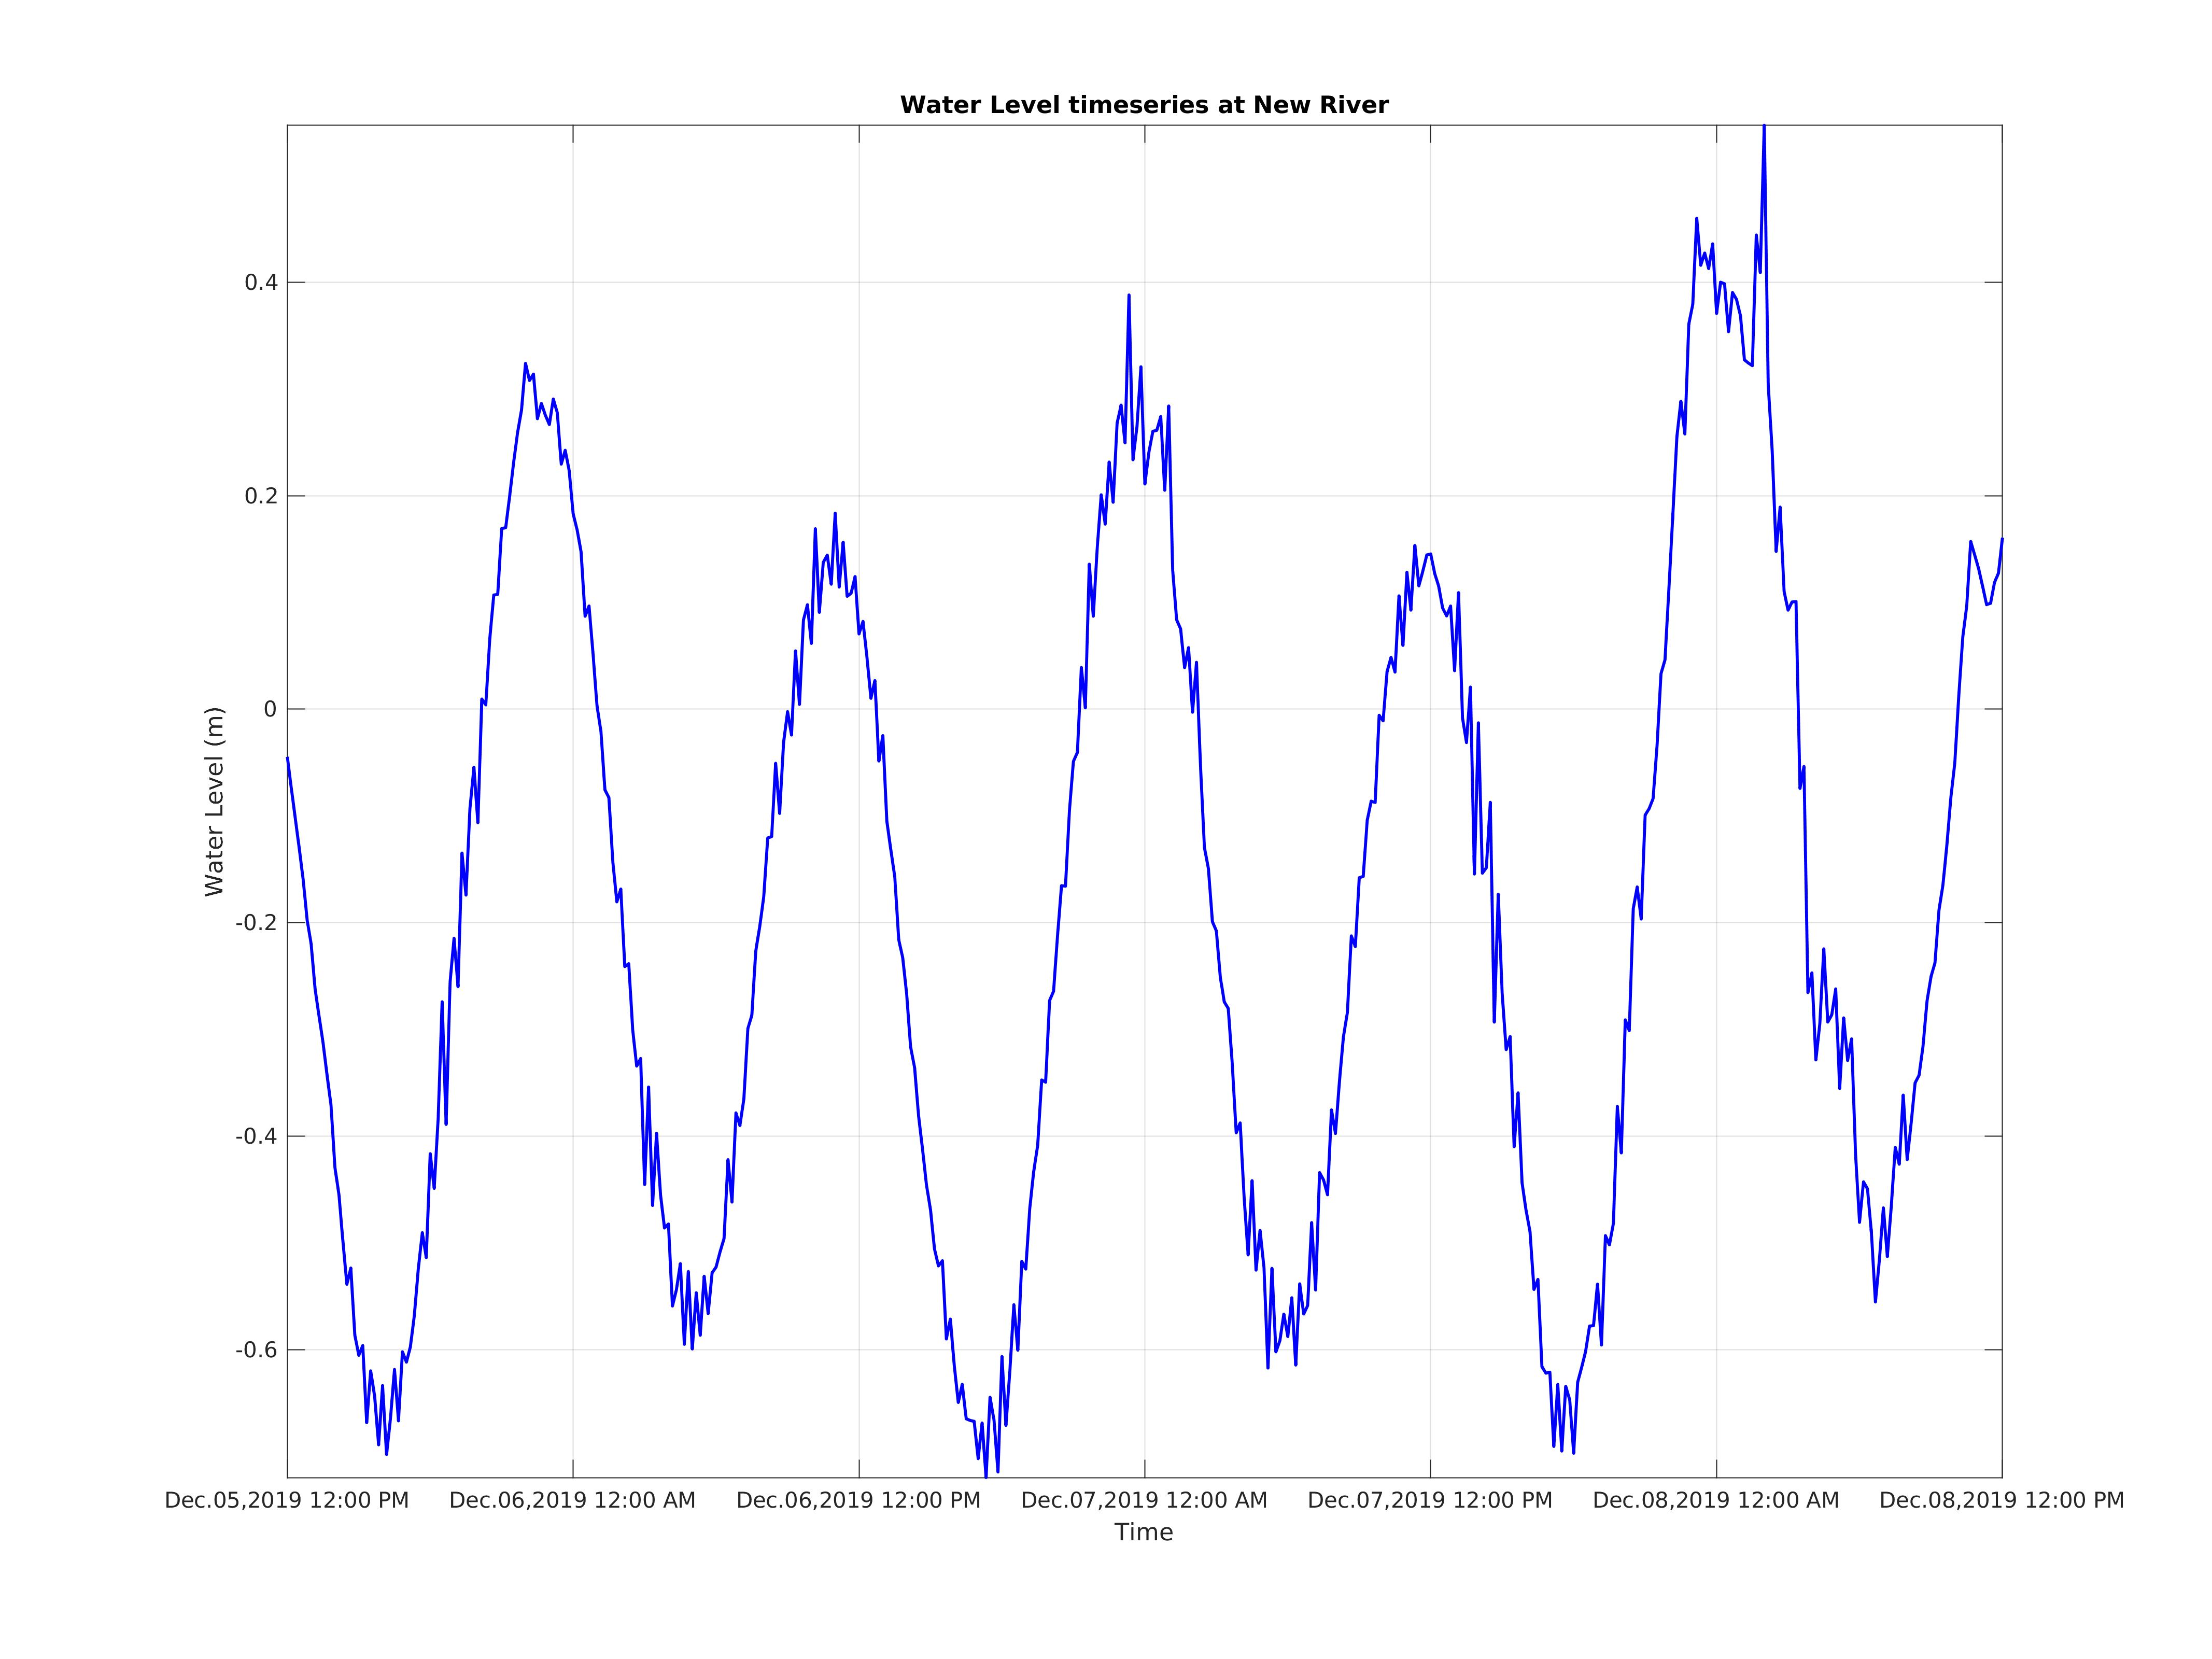 Water Level timeseries at New River
Water Level (m)
0.4
0.2
0
-0.2
-0.4
-0.6
Dec.05,2019 12:00 PM Dec.06,2019 12:00 AM Dec.06,2019 12:00 PM Dec.07,2019 12:00 AM Dec.07,2019 12:00 PM Dec.08,2019 12:00 AM Dec.08,2019 12:00 PM
Time